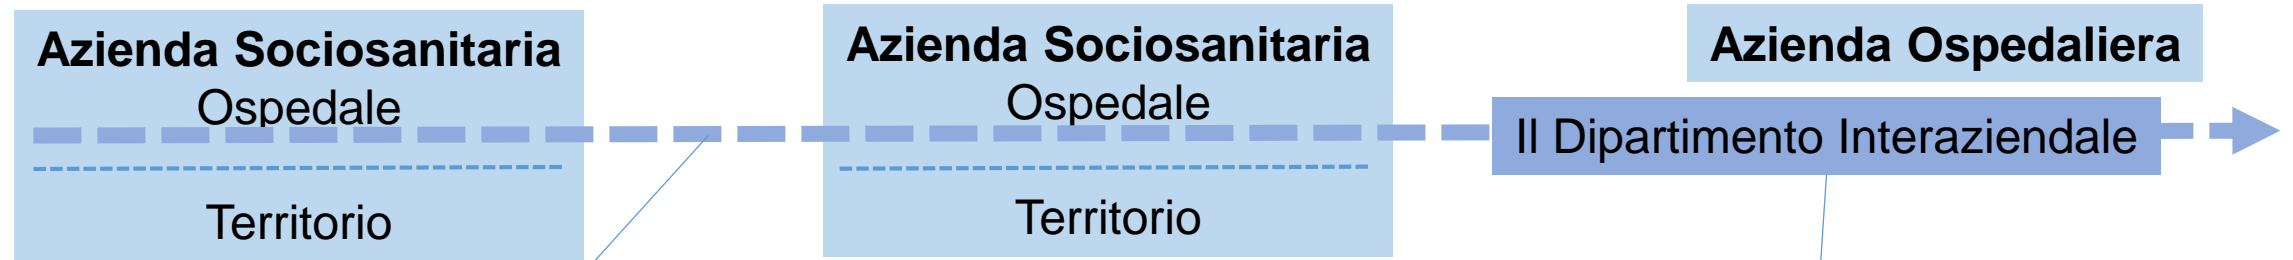 Azienda Sociosanitaria
Ospedale
Territorio
Azienda Sociosanitaria
Ospedale
Territorio
Azienda Ospedaliera
Il Dipartimento Interaziendale